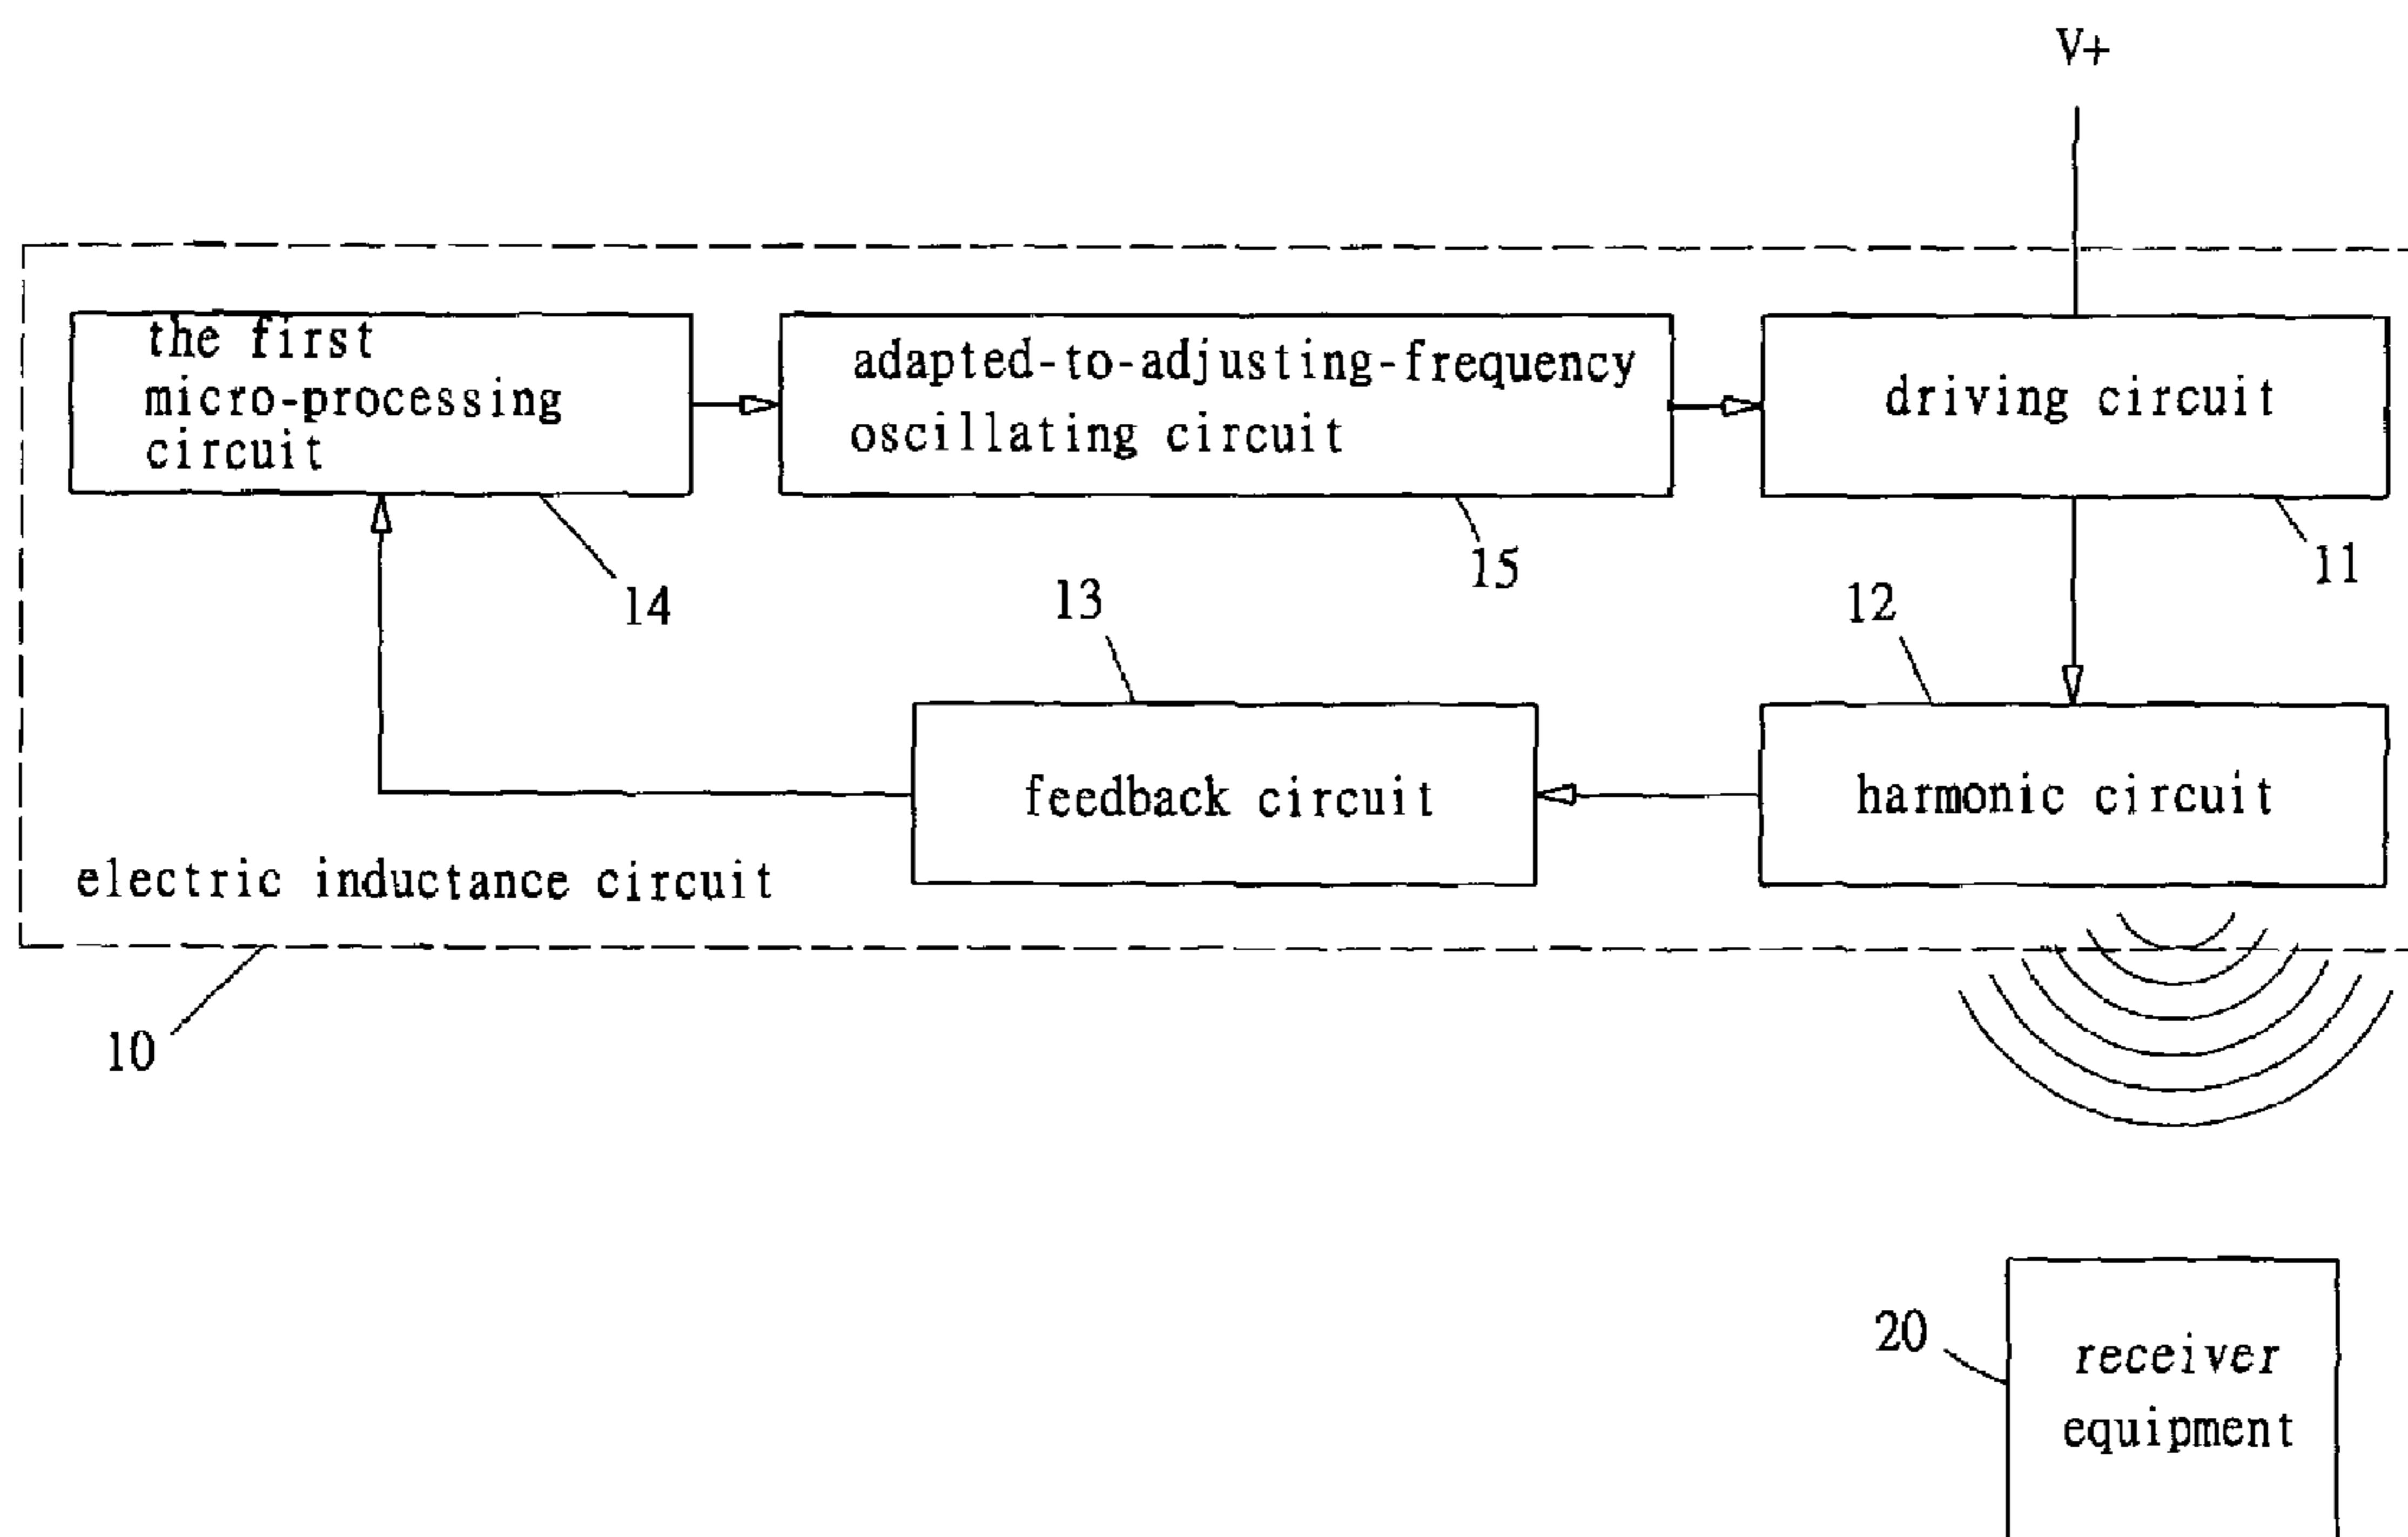 V+
the first
micro-processing
circuit
adapted-to-adjusting-frequency
oscillating circuit
driving circuit
14
15
11
13
12
feedback circuit
harmonic circuit
electric inductance circuit
10
20
receiver
equipment